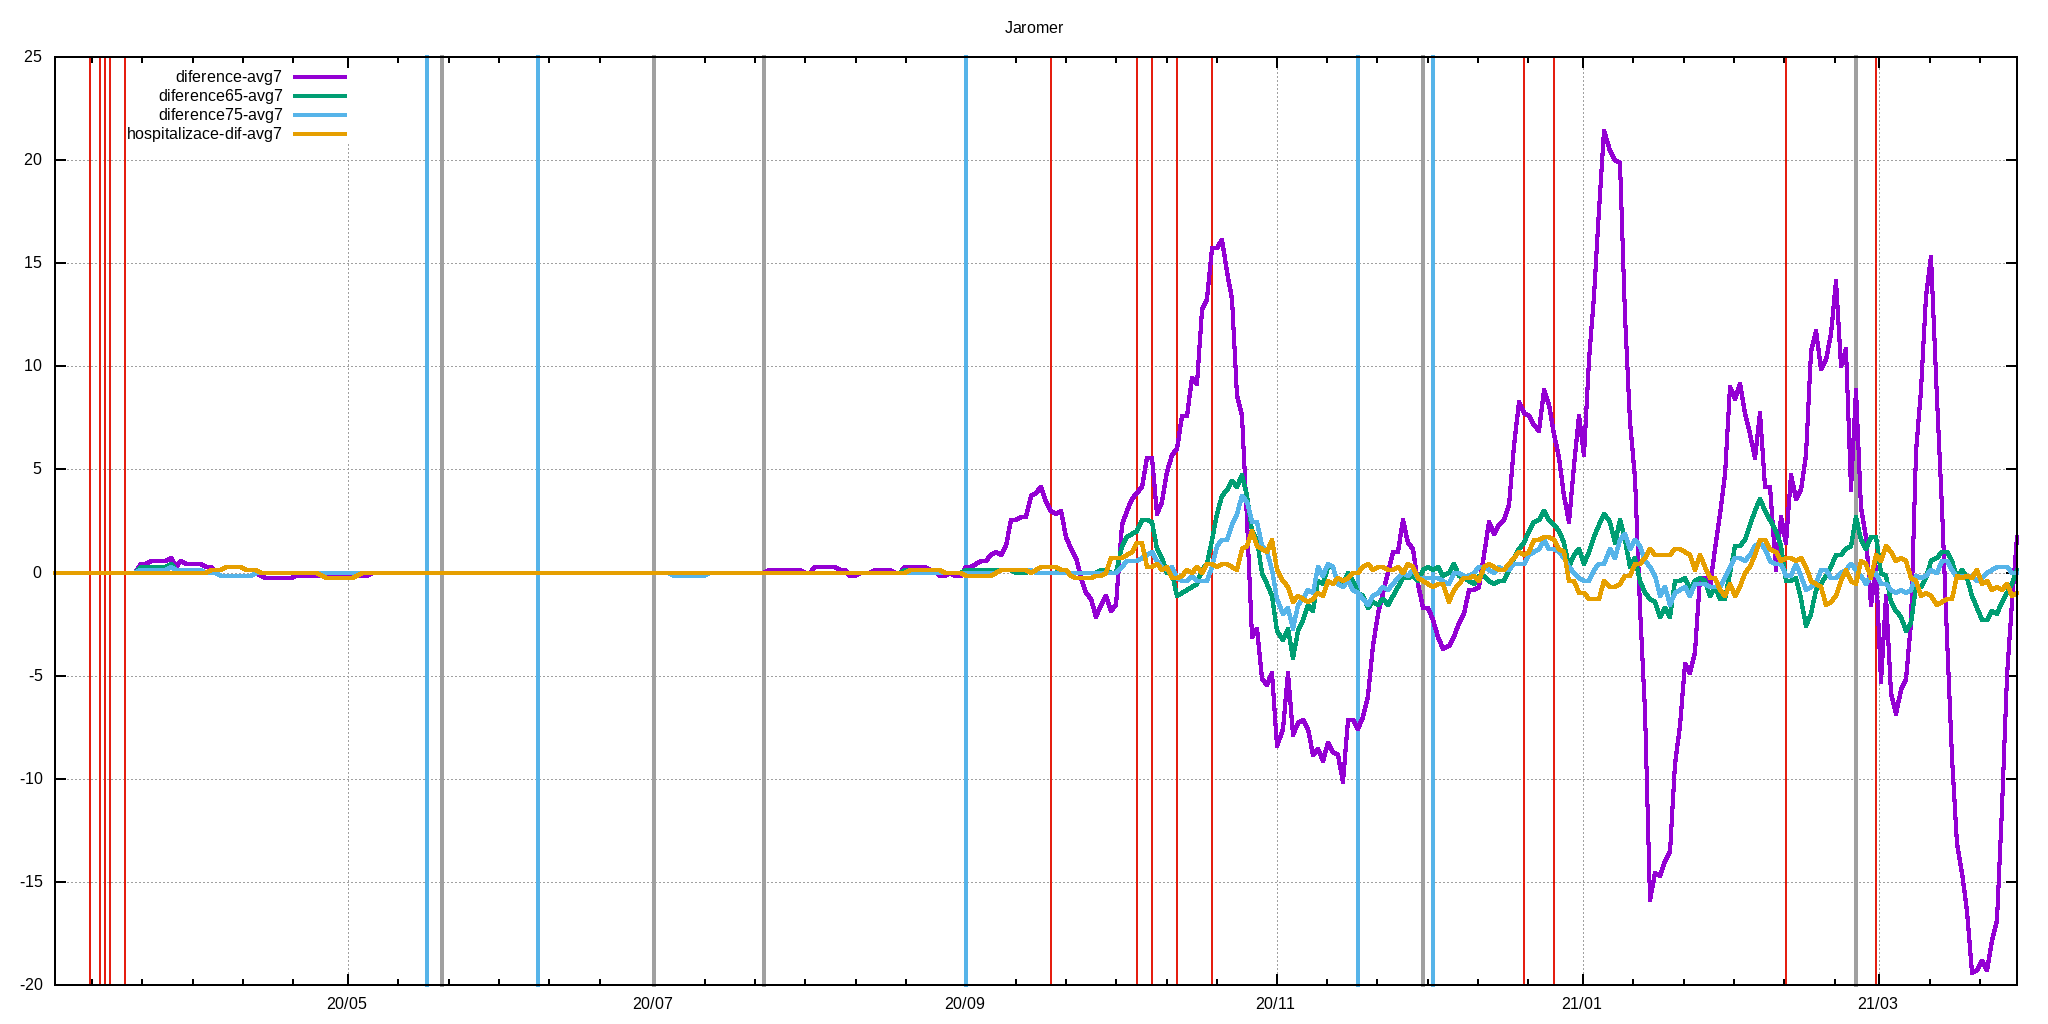 Jaromer
25
diference-avg7
diference65-avg7
diference75-avg7
hospitalizace-dif-avg7
20
15
10
5
0
-5
-10
-15
-20
20/05 20/07 20/09 20/11 21/01 21/03